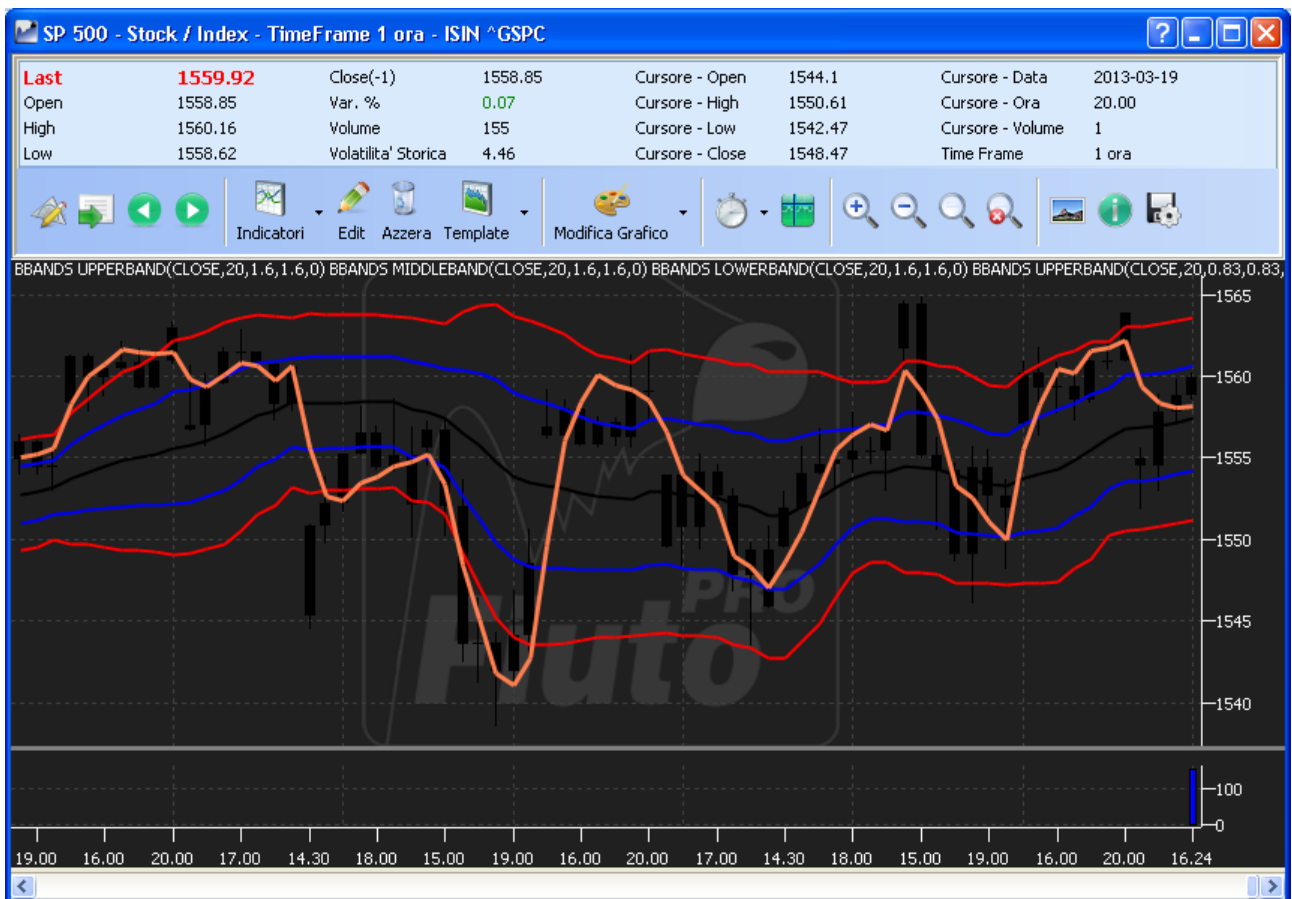 SP 500 - Stock / Index - TimeFrame 1 ora - ISIN ^GSPC
Last 1559.92 Close(-1) 1558.85 Cursore - Open 1544.1 Cursore - Data 2013-03-19
Open 1558.85 Var. % 0.07 Cursore - High 1550.61 Cursore - Ora 20.00
High 1560.16 Volume 155 Cursore - Low 1542.47 Cursore - Volume 1
Low 1558.62 Volatilita' Storica 4.46 Cursore - Close 1548.47 Time Frame 1 ora
Indicatori Edit Azzera Template Modifica Grafico
BBANDS UPPERBAND(CLOSE,20,1.6,1.6,0) BBANDS MIDDLEBAND(CLOSE,20,1.6,1.6,0) BBANDS LOWERBAND(CLOSE,20,1.6,1.6,0) BBANDS UPPERBAND(CLOSE,20,0.83,0.83,
1565
1560
1555
1550
PRO
Fiuto
1545
1540
100
0
19.00 16.00 20.00 17.00 14.30 18.00 15.00 19.00 16.00 20.00 17.00 14.30 18.00 15.00 19.00 16.00 20.00 16.24